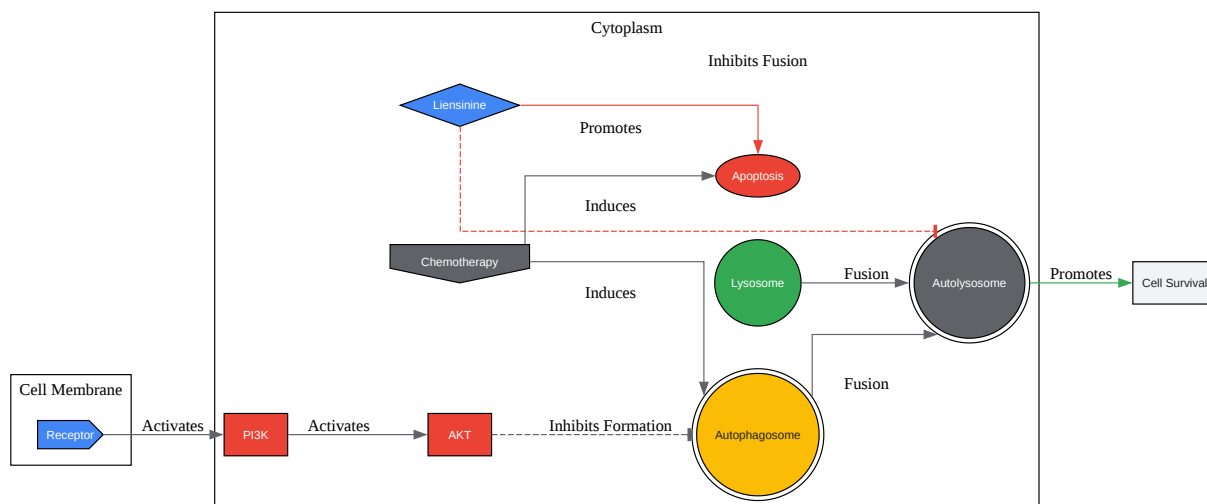 Cytoplasm
Inhibits Fusion
Liensinine
Promotes
Apoptosis
Induces
Chemotherapy
Induces
Lysosome
Fusion
Autolysosome
Promotes
Cell Survival
Fusion
Cell Membrane
Receptor
Activates
PI3K
Activates
AKT
Inhibits Formation
Autophagosome